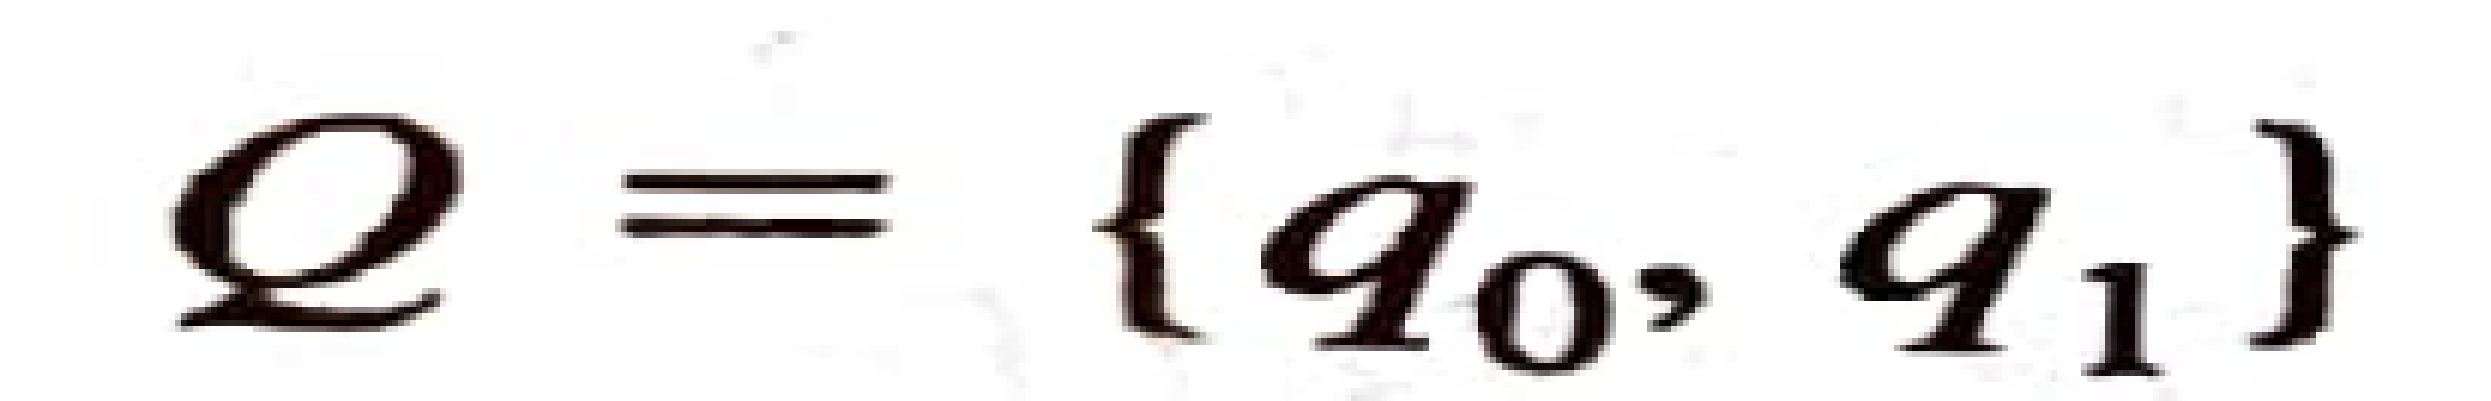 Q = {q₀, q₁}